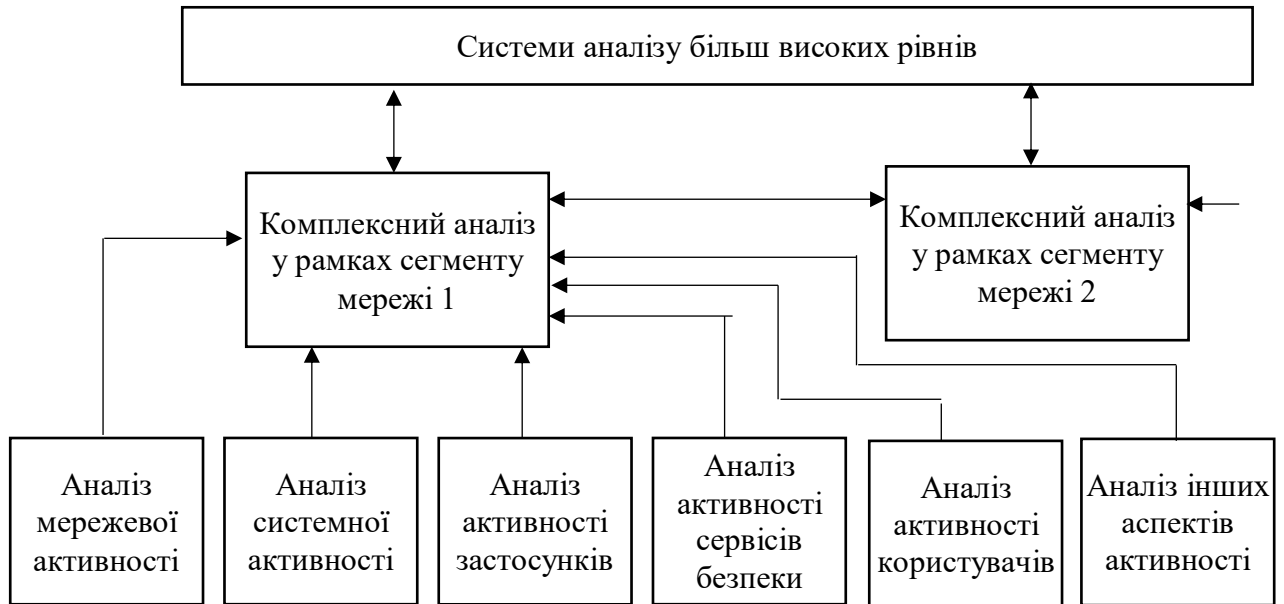 Системи аналізу більш високих рівнів
Комплексний аналіз
у рамках сегменту
мережі 1
Комплексний аналіз
у рамках сегменту
мережі 2
Аналіз
мережевої
активності
Аналіз
системної
активності
Аналіз
активності
застосунків
Аналіз
активності
сервісів
безпеки
Аналіз
активності
користувачів
Аналіз інших
аспектів
активності